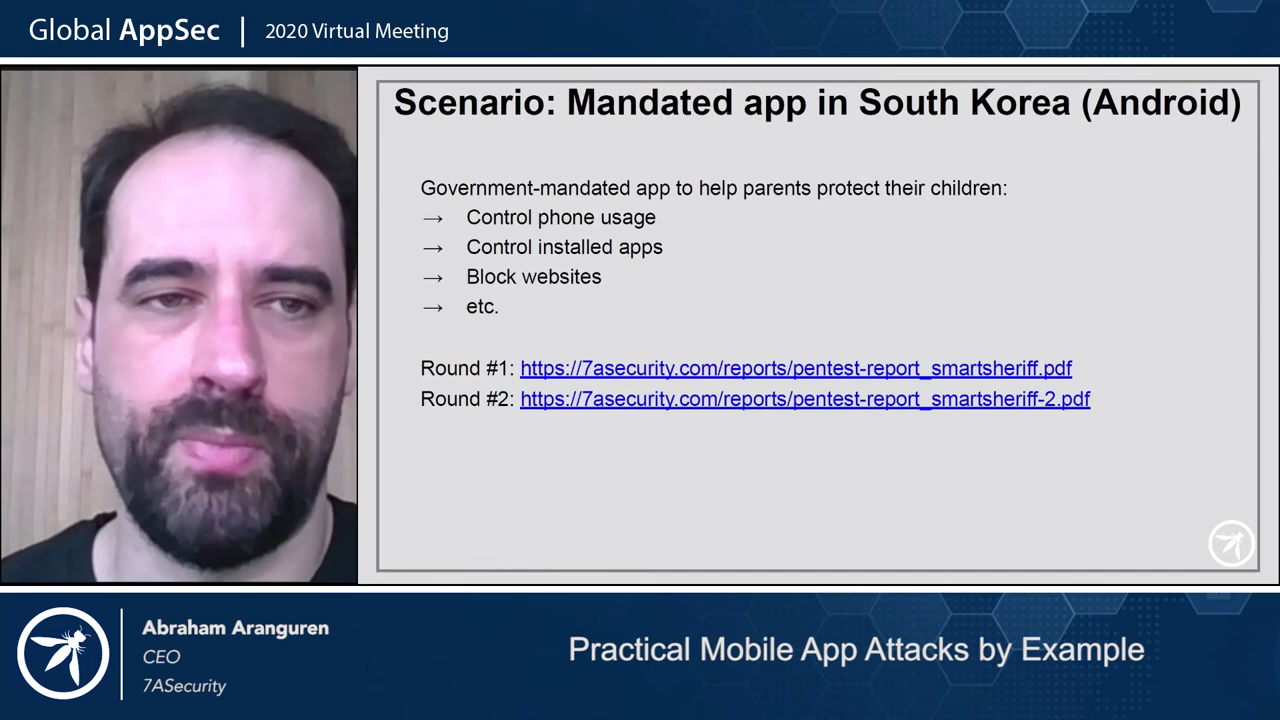 Global AppSec | 2020 Virtual Meeting
Scenario: Mandated app in South Korea (Android)
Government-mandated app to help parents protect their children:
→ Control phone usage
→ Control installed apps
→ Block websites
→ etc.
Round #1: https://7asecurity.com/reports/pentest-report_smartsheriff.pdf
Round #2: https://7asecurity.com/reports/pentest-report_smartsheriff-2.pdf
Abraham Aranguren
CEO
7ASecurity
Practical Mobile App Attacks by Example